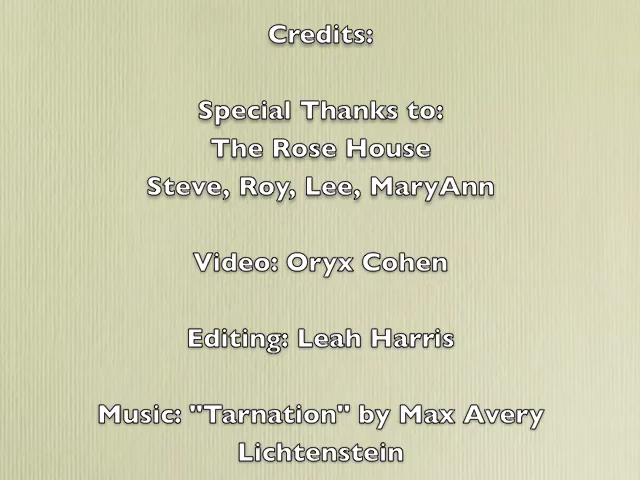 Credits:
Special Thanks to:
The Rose House
Steve, Roy, Lee, MaryAnn
Video: Oryx Cohen
Editing: Leah Harris
Music: "Tarnation" by Max Avery
Lichtenstein